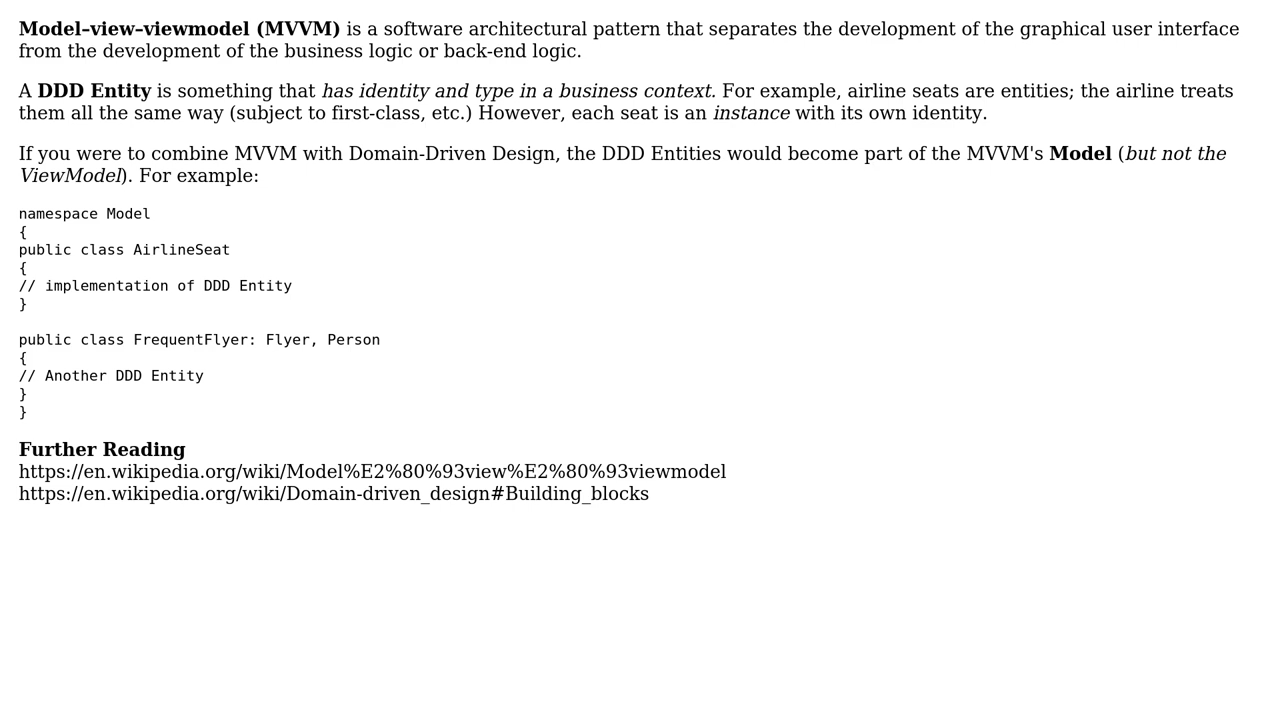 Model–view–viewmodel (MVVM) is a software architectural pattern that separates the development of the graphical user interface
from the development of the business logic or back-end logic.
A DDD Entity is something that has identity and type in a business context. For example, airline seats are entities; the airline treats
them all the same way (subject to first-class, etc.) However, each seat is an instance with its own identity.
If you were to combine MVVM with Domain-Driven Design, the DDD Entities would become part of the MVVM's Model (but not the
ViewModel). For example:
namespace Model
{
public class AirlineSeat
{
// implementation of DDD Entity
}
public class FrequentFlyer: Flyer, Person
{
// Another DDD Entity
}
}
Further Reading
https://en.wikipedia.org/wiki/Model%E2%80%93view%E2%80%93viewmodel
https://en.wikipedia.org/wiki/Domain-driven_design#Building_blocks